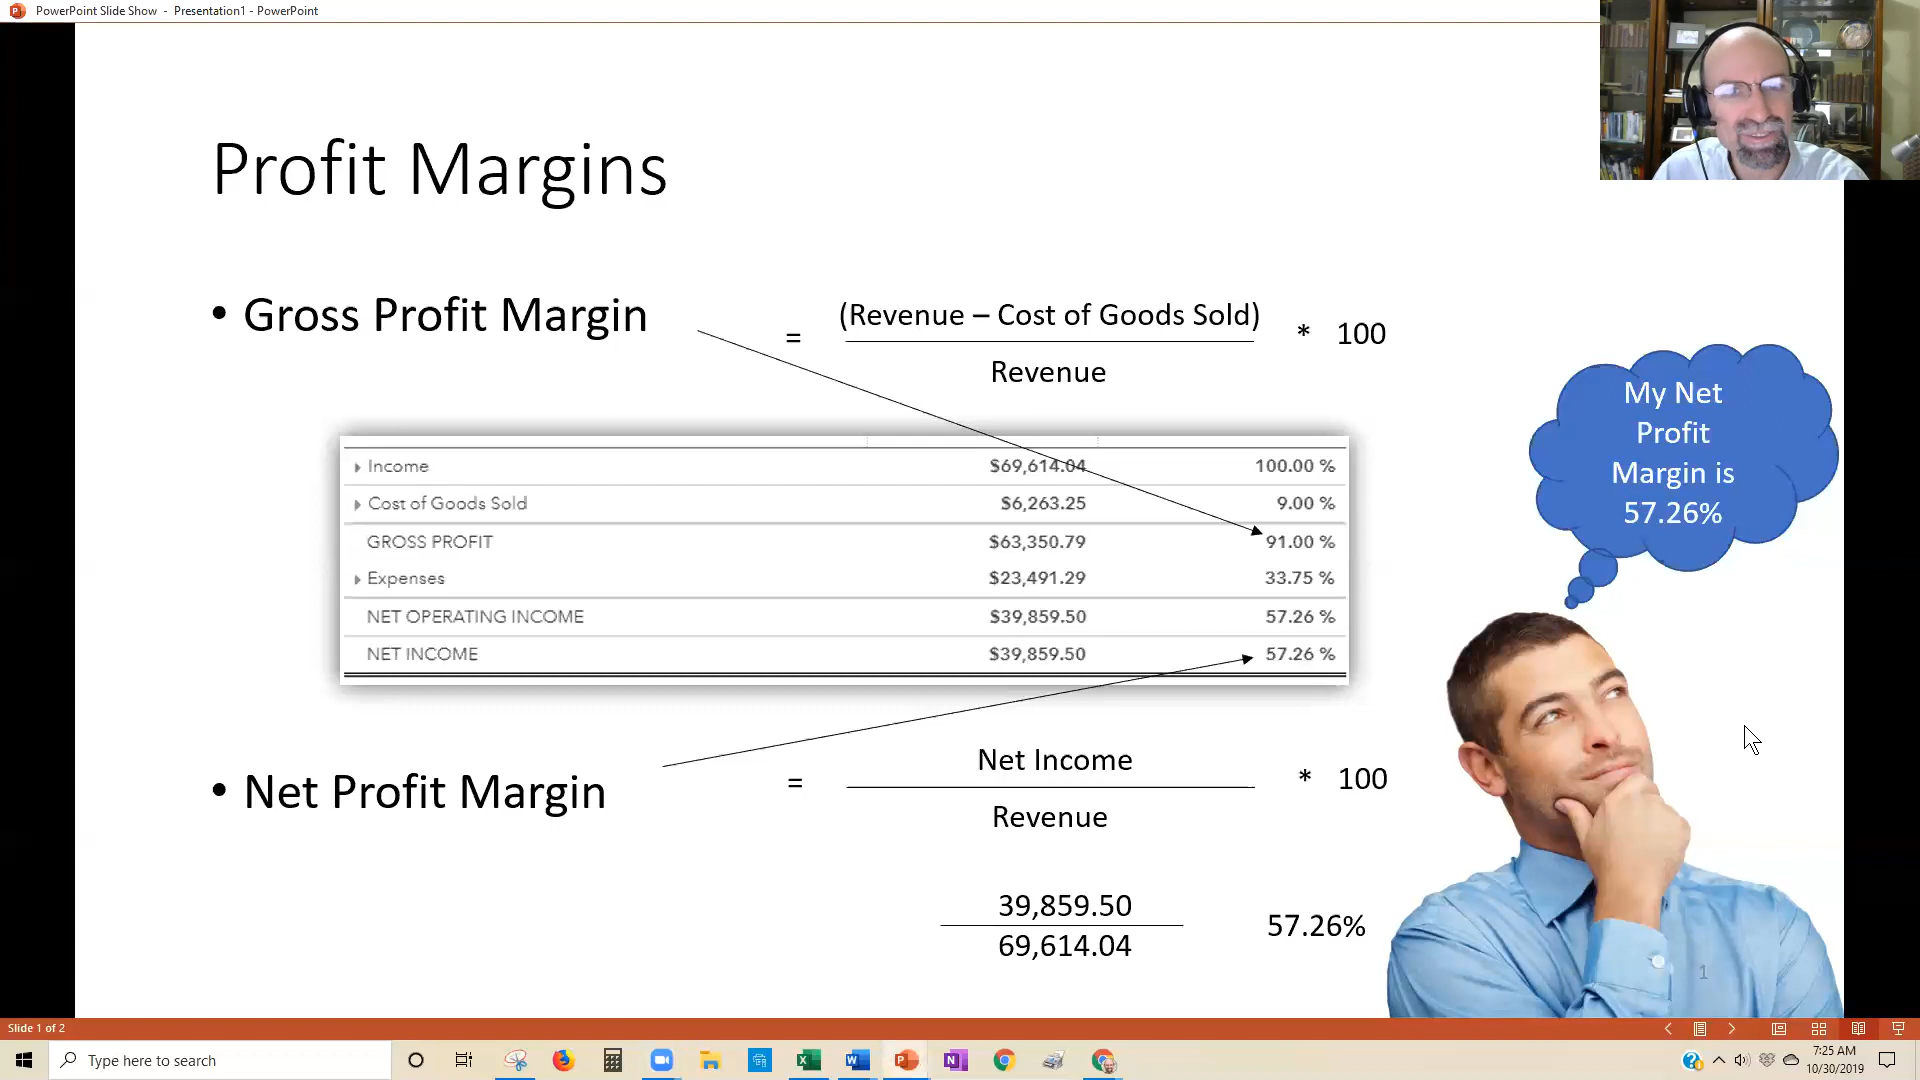 PowerPoint Slide Show - Presentation1 - PowerPoint
Profit Margins
• Gross Profit Margin
=
(Revenue – Cost of Goods Sold)
Revenue
* 100
My Net
Profit
Margin is
57.26%
Income $69,614.04 100.00 %
Cost of Goods Sold $6,263.25 9.00 %
GROSS PROFIT $63,350.79 91.00 %
Expenses $23,491.29 33.75 %
NET OPERATING INCOME $39,859.50 57.26 %
NET INCOME $39,859.50 57.26 %
• Net Profit Margin
=
Net Income
Revenue
* 100
39,859.50
69,614.04
57.26%
1
Slide 1 of 2
Type here to search
7:25 AM
10/30/2019